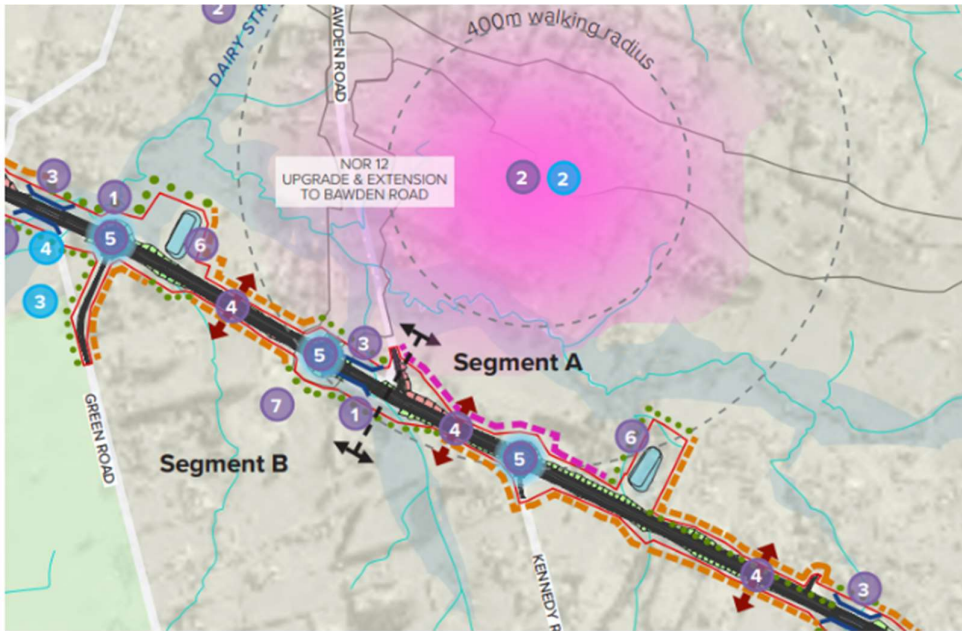 2
DAIRY STR
AWDEN ROAD
400m walking radius
NOR 12
UPGRADE & EXTENSION
TO BAWDEN ROAD
2 2
3
1
5
4
6
3
4
5
3
Segment A
7
1
4
6
Segment B
5
GREEN ROAD
KENNEDY R
4
3